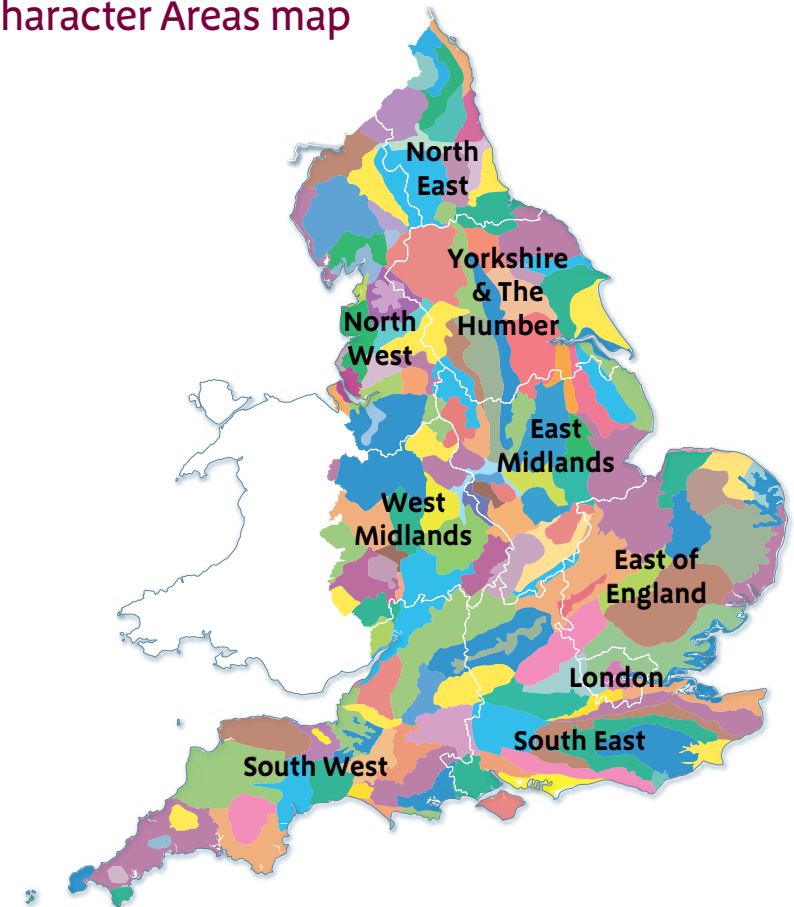 haracter Areas map
North
East
Yorkshire
& The
Humber
North
West
East
Midlands
West
Midlands
East of
England
London
South East
South West